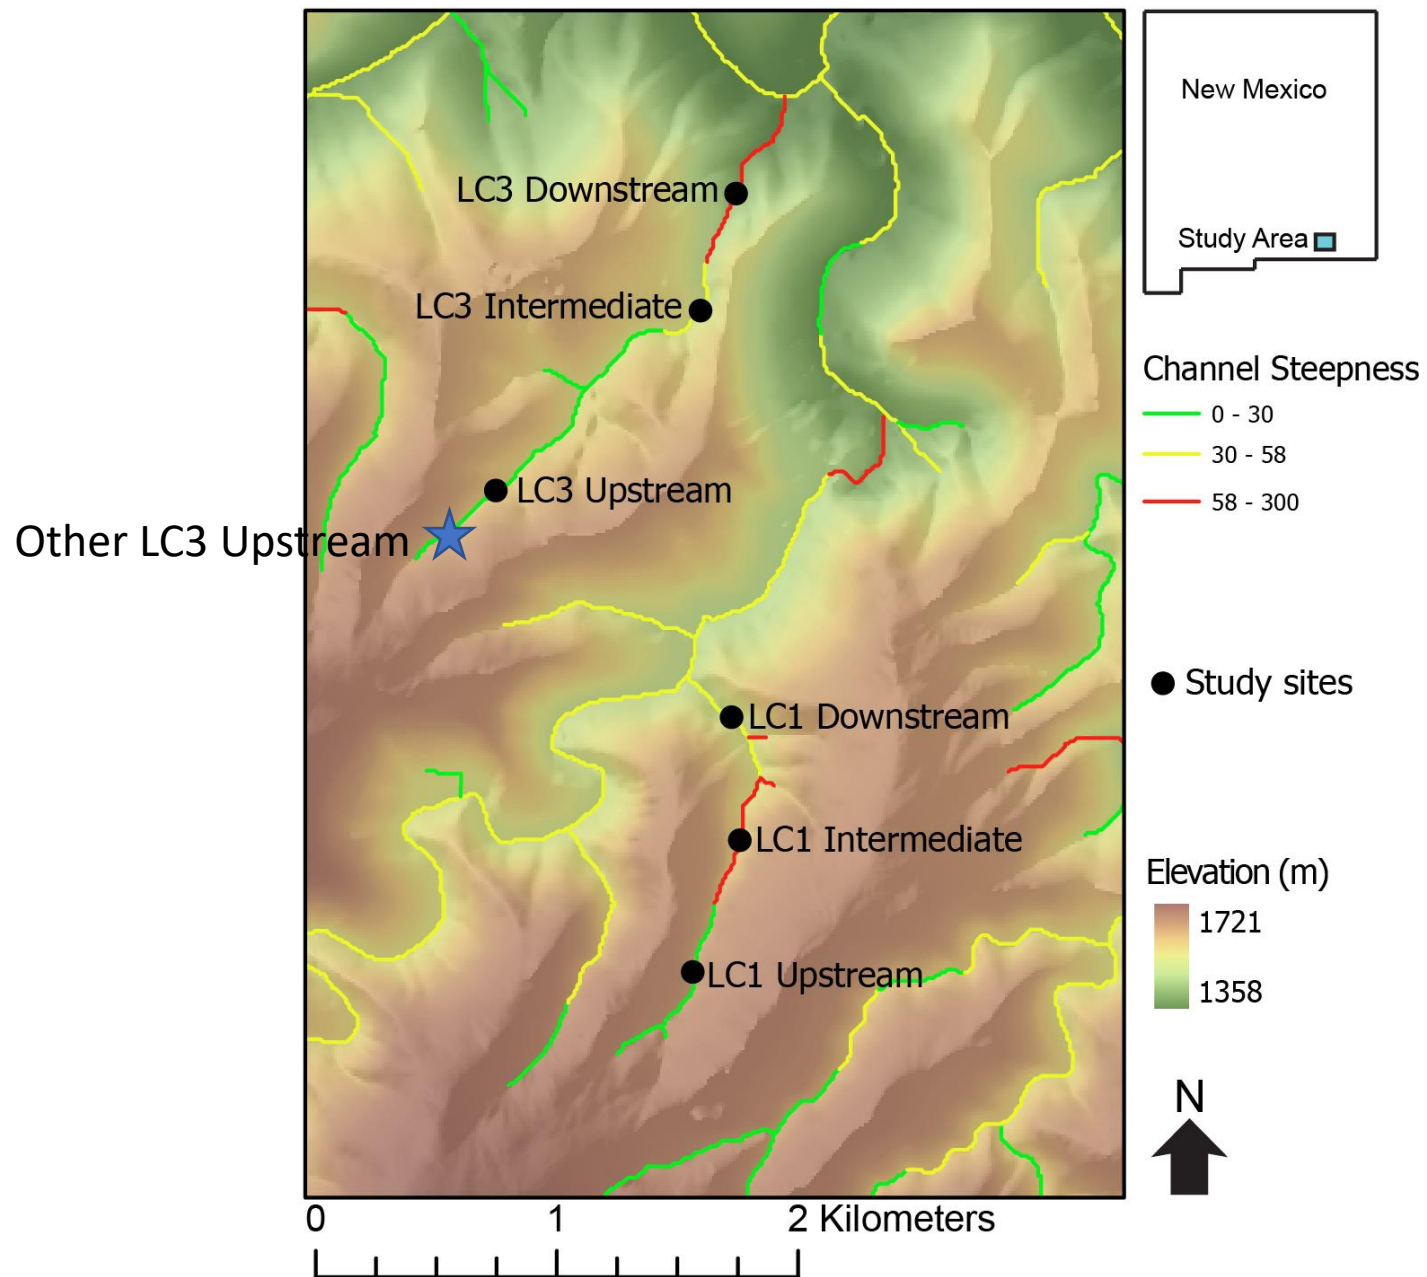 New Mexico
Study Area
LC3 Downstream
LC3 Intermediate
LC3 Upstream
Other LC3 Upstream
LC1 Downstream
LC1 Intermediate
LC1 Upstream
Channel Steepness
0 - 30
30 - 58
58 - 300
Study sites
Elevation (m)
1721
1358
N
0 1 2 Kilometers